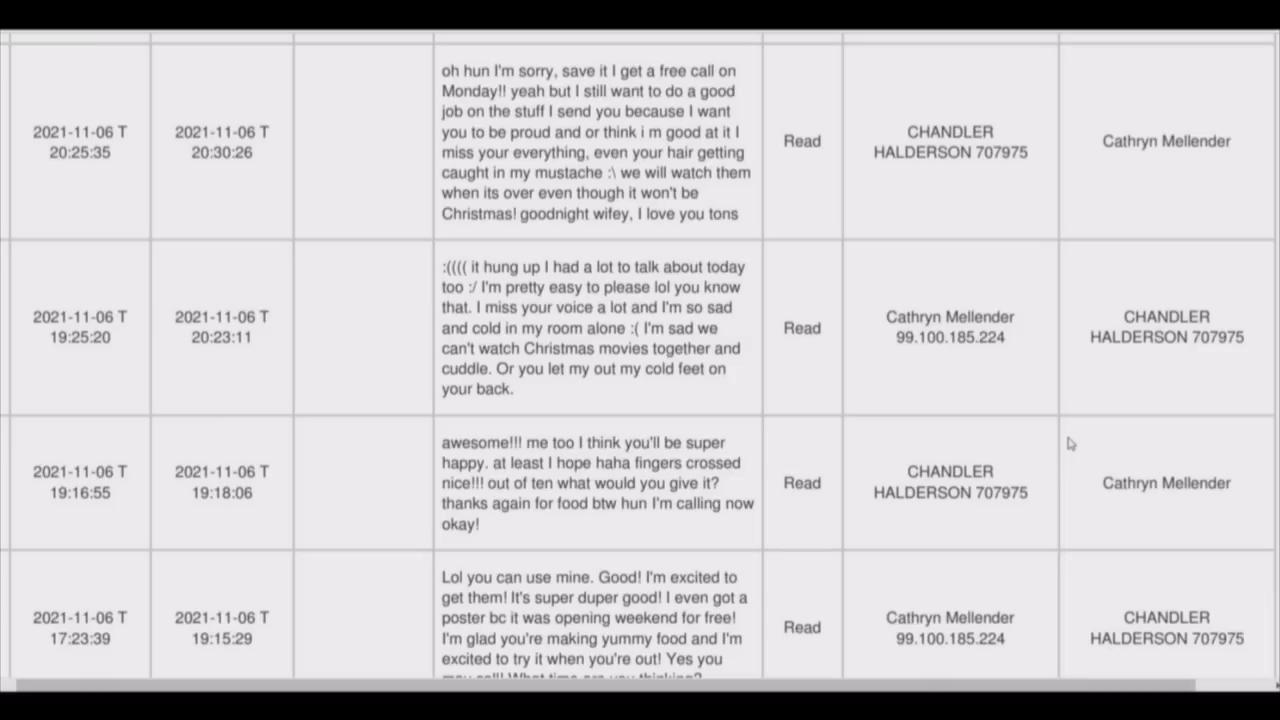 2021-11-06 T
20:25:35
2021-11-06 T
20:30:26
oh hun I'm sorry, save it I get a free call on
Monday!! yeah but I still want to do a good
job on the stuff I send you because I want
you to be proud and or think i m good at it I
miss your everything, even your hair getting
caught in my mustache :\ we will watch them
when its over even though it won't be
Christmas! goodnight wifey, I love you tons
Read
CHANDLER
HALDERSON 707975
Cathryn Mellender
2021-11-06 T
19:25:20
2021-11-06 T
20:23:11
:(((( it hung up I had a lot to talk about today
too :/ I'm pretty easy to please lol you know
that. I miss your voice a lot and I'm so sad
and cold in my room alone :( I'm sad we
can't watch Christmas movies together and
cuddle. Or you let my out my cold feet on
your back.
Read
Cathryn Mellender
99.100.185.224
CHANDLER
HALDERSON 707975
2021-11-06 T
19:16:55
2021-11-06 T
19:18:06
awesome!!! me too I think you'll be super
happy. at least I hope haha fingers crossed
nice!!! out of ten what would you give it?
thanks again for food btw hun I'm calling now
okay!
Read
CHANDLER
HALDERSON 707975
Cathryn Mellender
2021-11-06 T
17:23:39
2021-11-06 T
19:15:29
Lol you can use mine. Good! I'm excited to
get them! It's super duper good! I even got a
poster bc it was opening weekend for free!
I'm glad you're making yummy food and I'm
excited to try it when you're out! Yes you
may call! What time are you thinking?
Read
Cathryn Mellender
99.100.185.224
CHANDLER
HALDERSON 707975